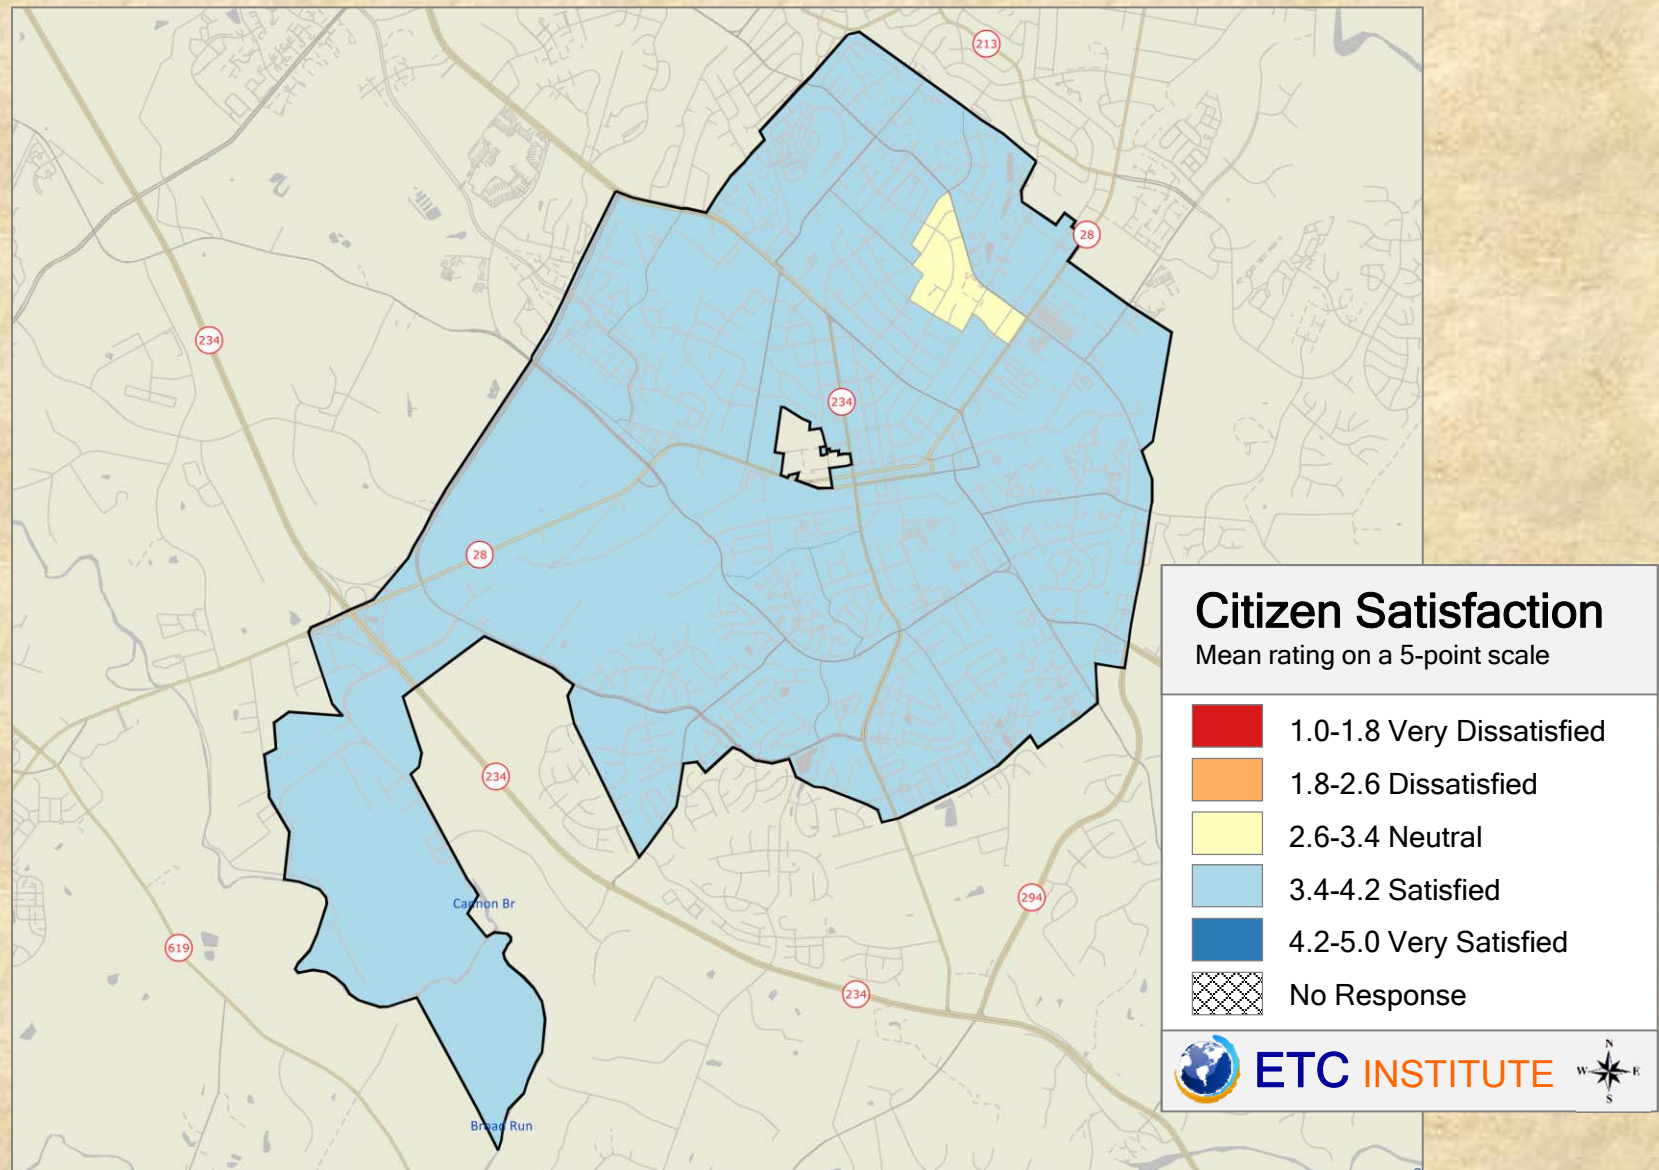 213
28
234
234
28
234
Cannon Br
294
619
234
Broad Run
Citizen Satisfaction
Mean rating on a 5-point scale
1.0-1.8 Very Dissatisfied
1.8-2.6 Dissatisfied
2.6-3.4 Neutral
3.4-4.2 Satisfied
4.2-5.0 Very Satisfied
No Response
ETC INSTITUTE
N
W E
S